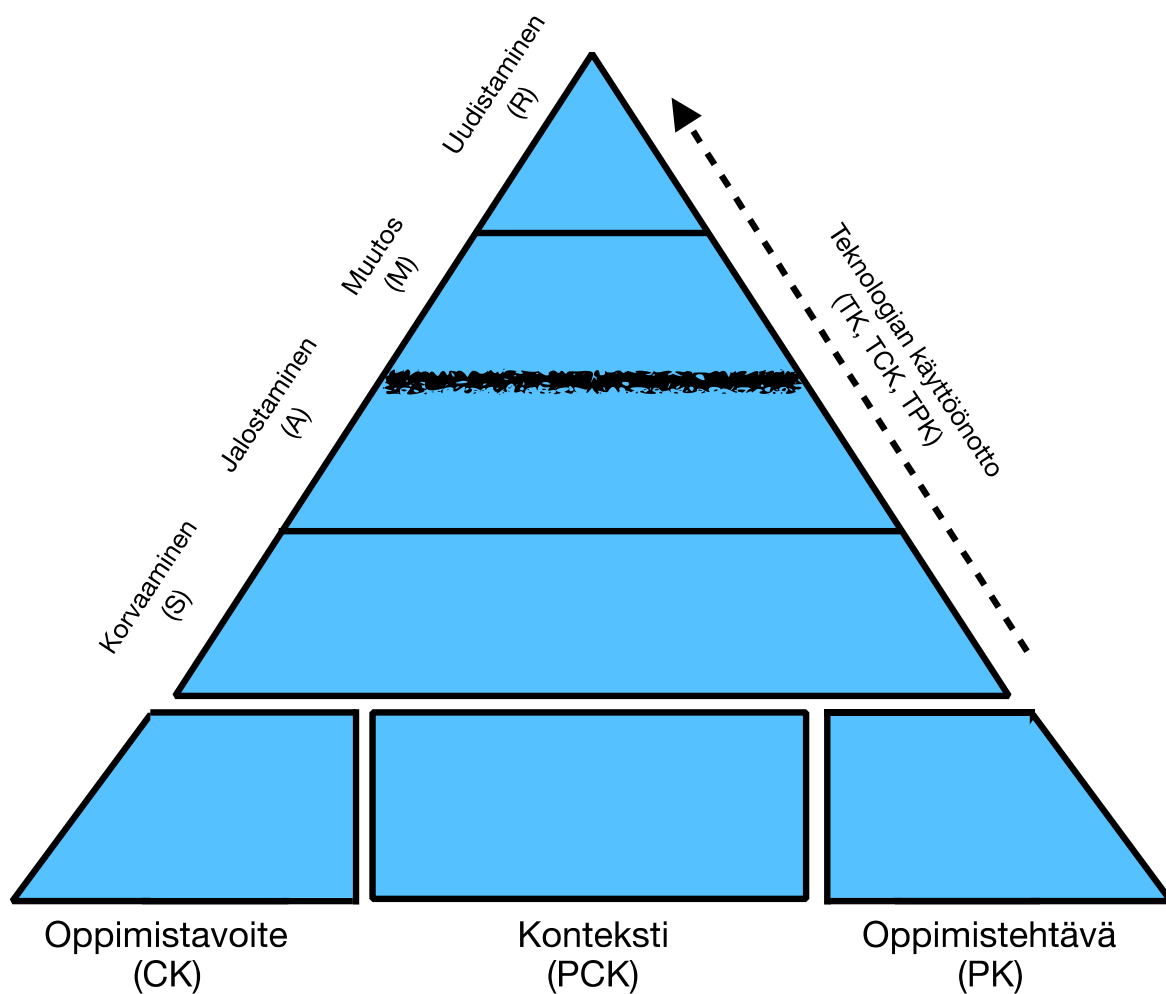 Uudistaminen
(R)
Muutos
(M)
Jalostaminen
(A)
Korvaaminen
(S)
Teknologian käyttöönotto
(TK, TCK, TPK)
Oppimistavoite
(CK)
Konteksti
(PCK)
Oppimistehtävä
(PK)